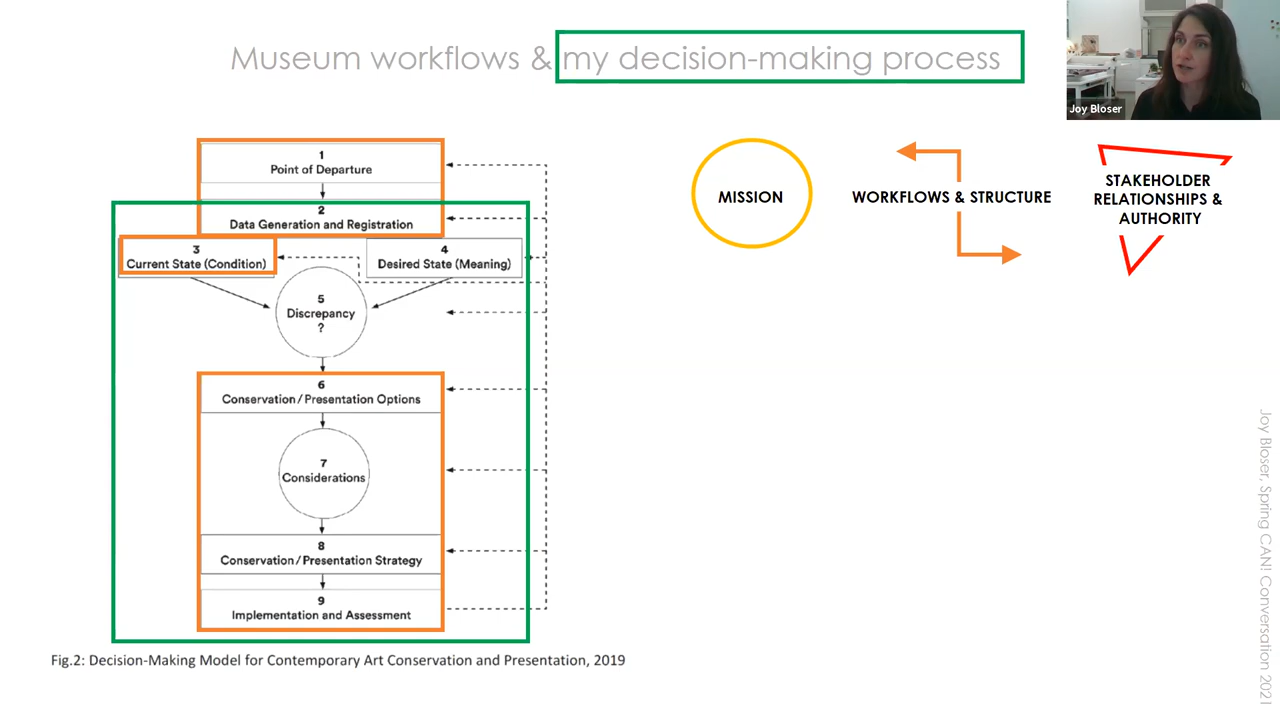 Museum workflows & my decision-making process
Joy Bloser
1
Point of Departure
2
Data Generation and Registration
3
Current State (Condition)
4
Desired State (Meaning)
5
Discrepancy
?
6
Conservation/Presentation Options
7
Considerations
8
Conservation/Presentation Strategy
9
Implementation and Assessment
Fig.2: Decision-Making Model for Contemporary Art Conservation and Presentation, 2019
MISSION
WORKFLOWS & STRUCTURE
STAKEHOLDER
RELATIONSHIPS &
AUTHORITY
Joy Bloser, Spring CAN! Conversation 2021